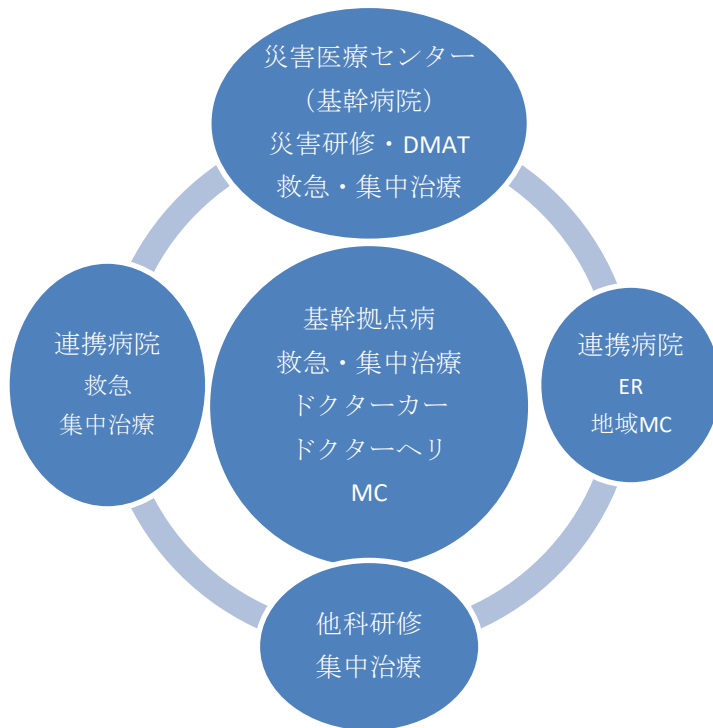 災害医療センター
（基幹病院）
災害研修・DMAT
救急・集中治療
連携病院
救急
集中治療
基幹拠点病
救急・集中治療
ドクターカー
ドクターヘリ
MC
連携病院
ER
地域MC
他科研修
集中治療